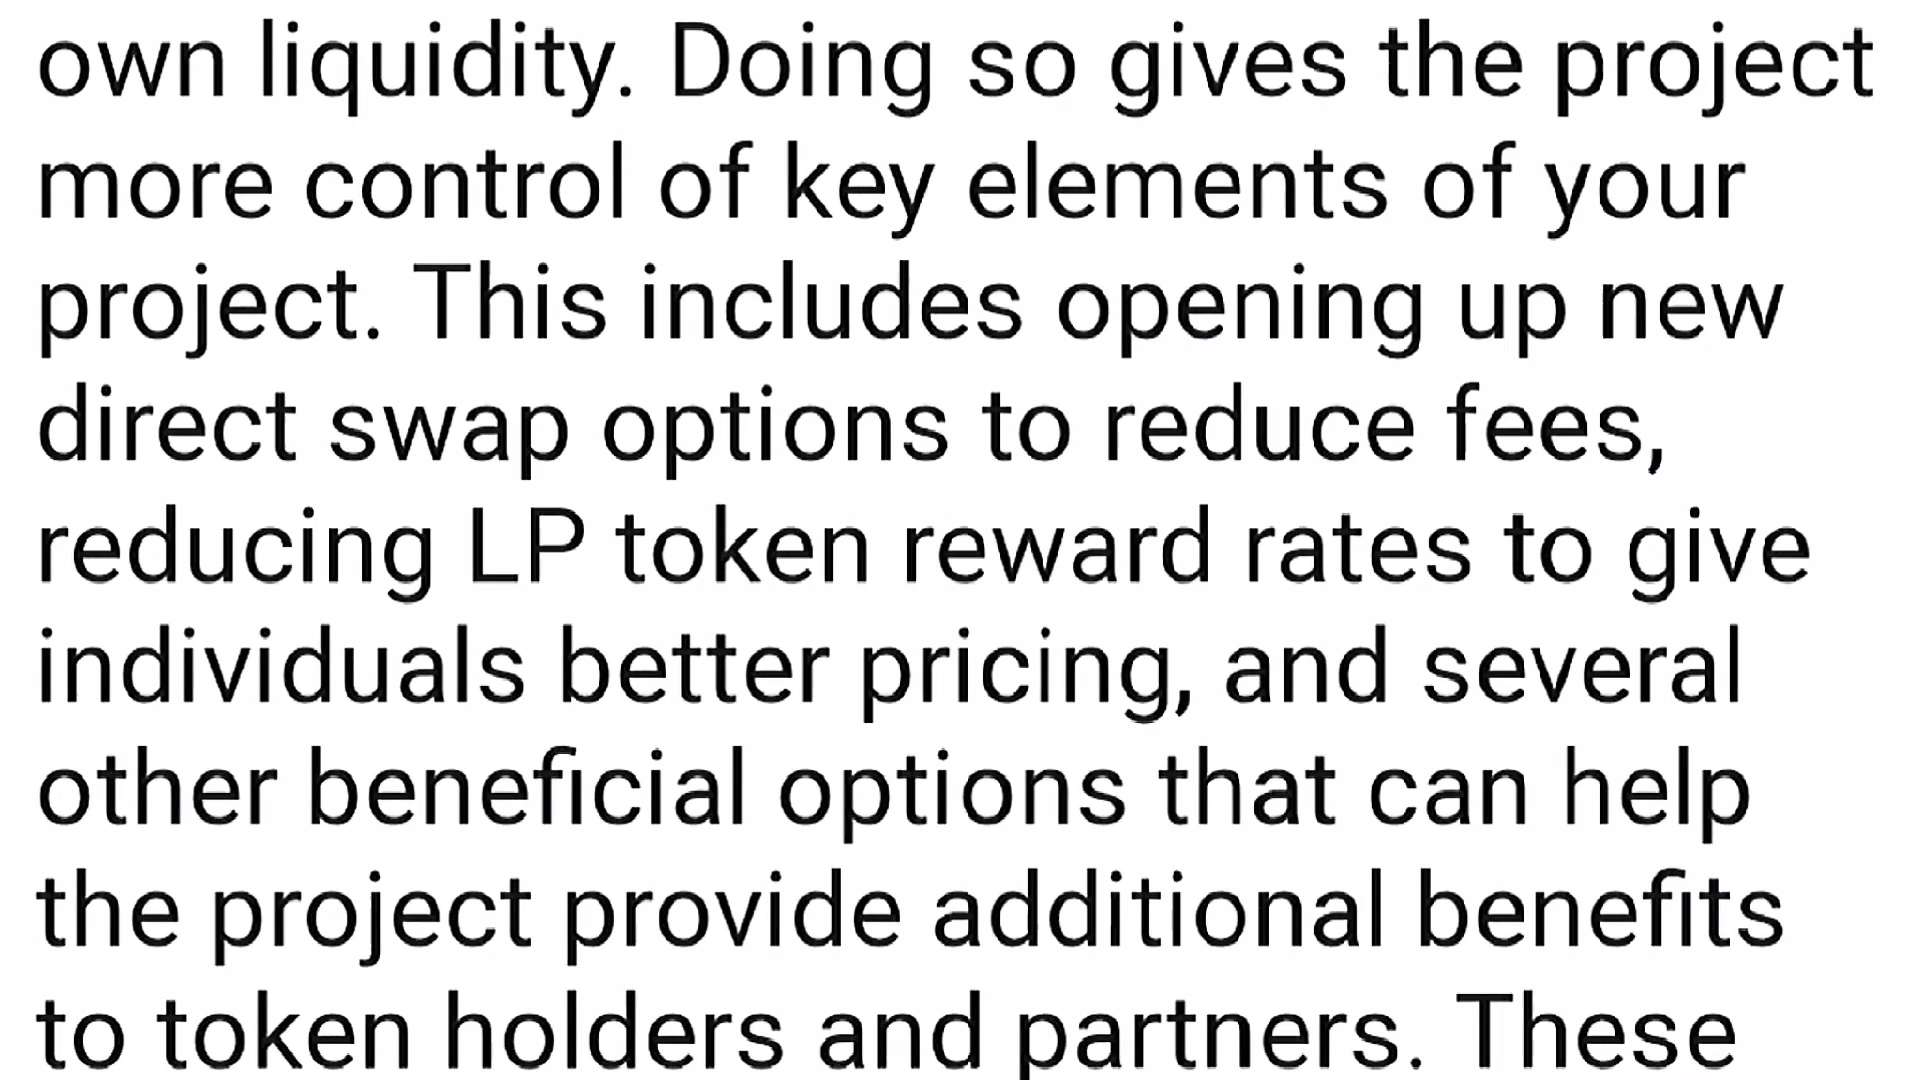 own liquidity. Doing so gives the project
more control of key elements of your
project. This includes opening up new
direct swap options to reduce fees,
reducing LP token reward rates to give
individuals better pricing, and several
other beneficial options that can help
the project provide additional benefits
to token holders and partners. These